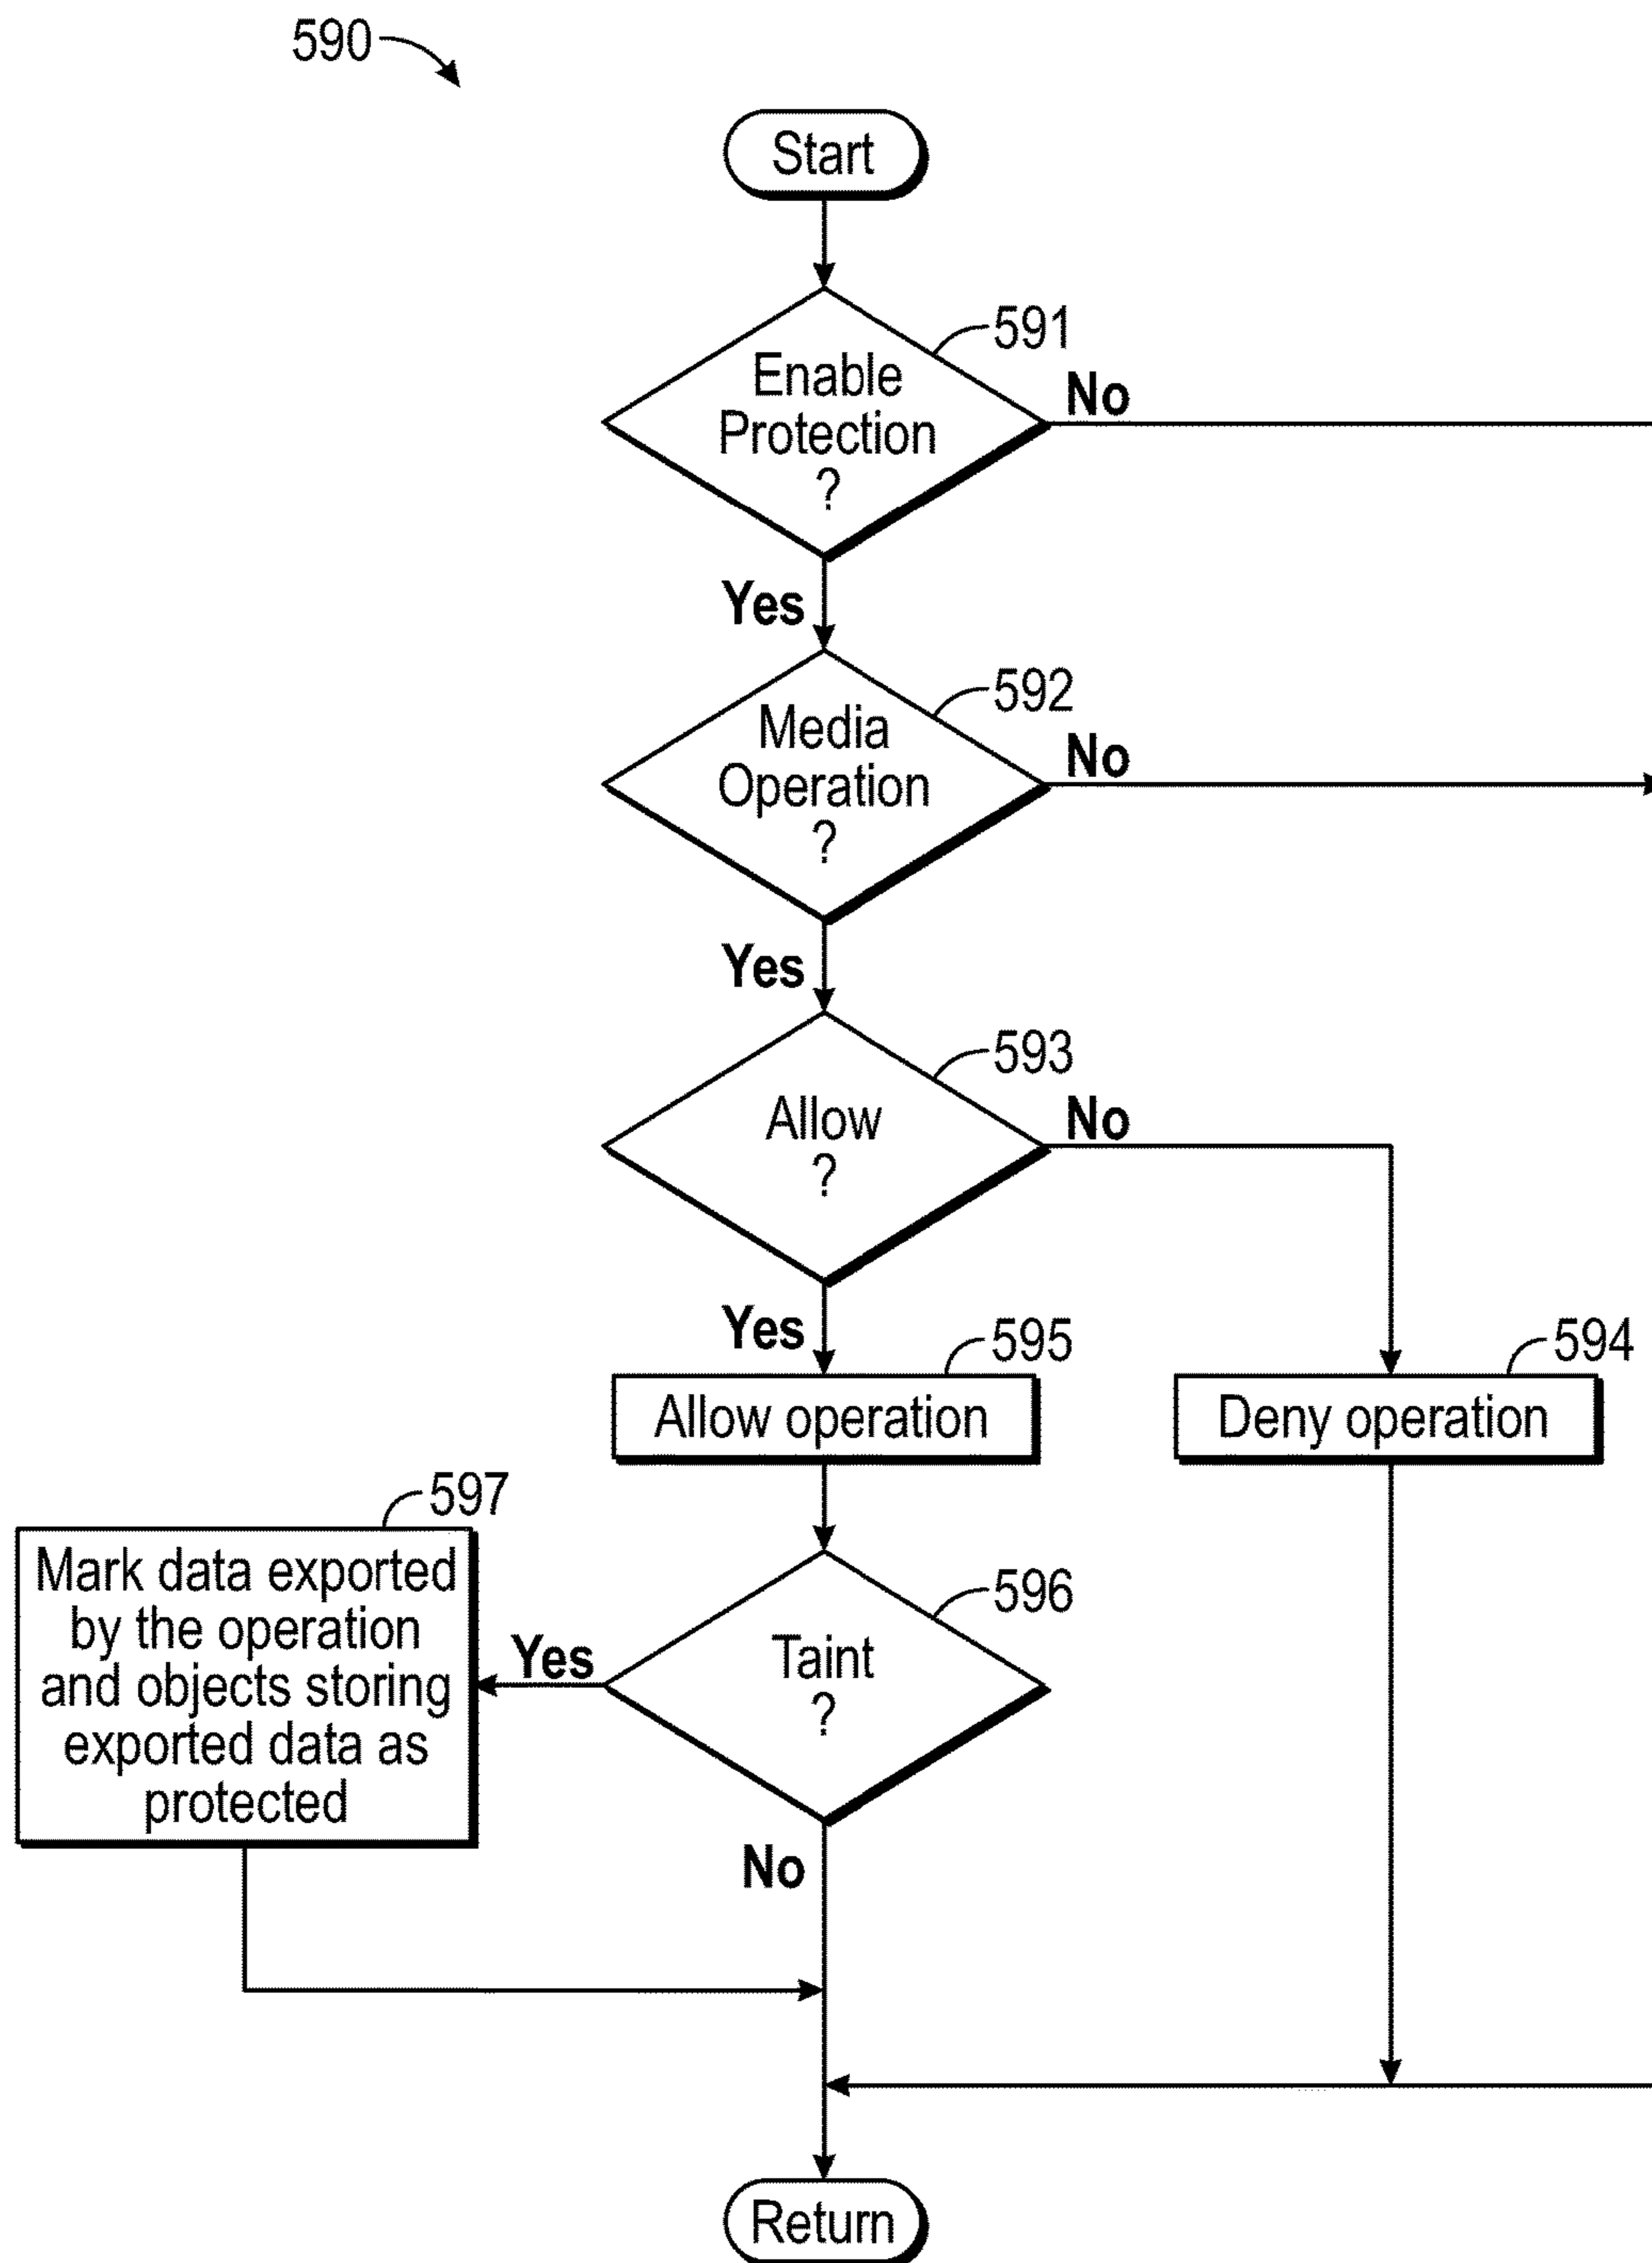 590
Start
591
Enable
Protection
?
No
Yes
592
Media
Operation
?
No
Yes
593
Allow
?
No
Yes
595
Allow operation
594
Deny operation
597
Mark data exported
by the operation
and objects storing
exported data as
protected
596
Taint
?
Yes
No
Return